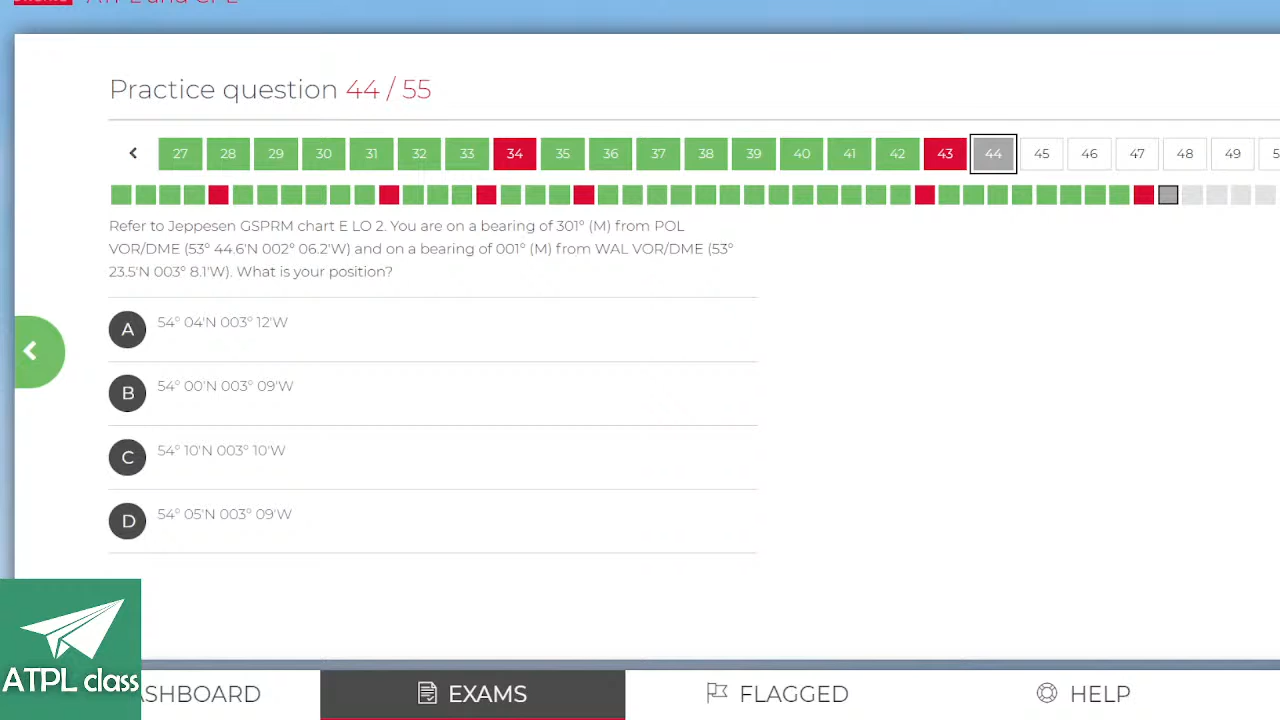 ATPL and CPL
Practice question 44 / 55
27 28 29 30 31 32 33 34 35 36 37 38 39 40 41 42 43 44 45 46 47 48 49
Refer to Jeppesen GSPRM chart E LO 2. You are on a bearing of 301° (M) from POL
VOR/DME (53° 44.6'N 002° 06.2'W) and on a bearing of 001° (M) from WAL VOR/DME (53°
23.5'N 003° 8.1'W). What is your position?
A 54° 04'N 003° 12'W
B 54° 00'N 003° 09'W
C 54° 10'N 003° 10'W
D 54° 05'N 003° 09'W
ATPL class
ASHBOARD EXAMS FLAGGED HELP